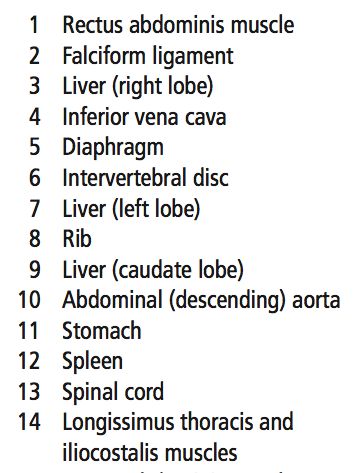 1 Rectus abdominis muscle
2 Falciform ligament
3 Liver (right lobe)
4 Inferior vena cava
5 Diaphragm
6 Intervertebral disc
7 Liver (left lobe)
8 Rib
9 Liver (caudate lobe)
10 Abdominal (descending) aorta
11 Stomach
12 Spleen
13 Spinal cord
14 Longissimus thoracis and
iliocostalis muscles